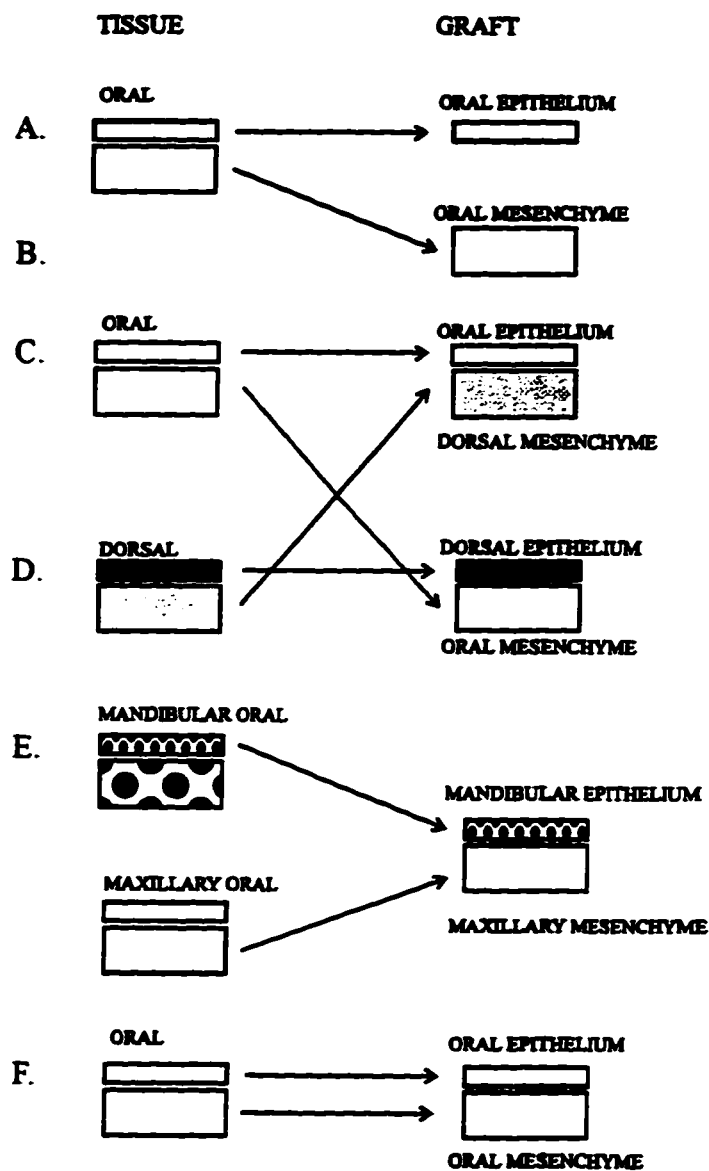 TISSUE GRAFT
ORAL ORAL EPITHELIUM
A.
ORAL MESENCHYME
B.
ORAL ORAL EPITHELIUM
C.
DORSAL MESENCHYME
DORSAL DORSAL EPITHELIUM
D.
ORAL MESENCHYME
MANDIBULAR ORAL
E.
MANDIBULAR EPITHELIUM
MAXILLARY ORAL
MAXILLARY MESENCHYME
ORAL ORAL EPITHELIUM
F.
ORAL MESENCHYME